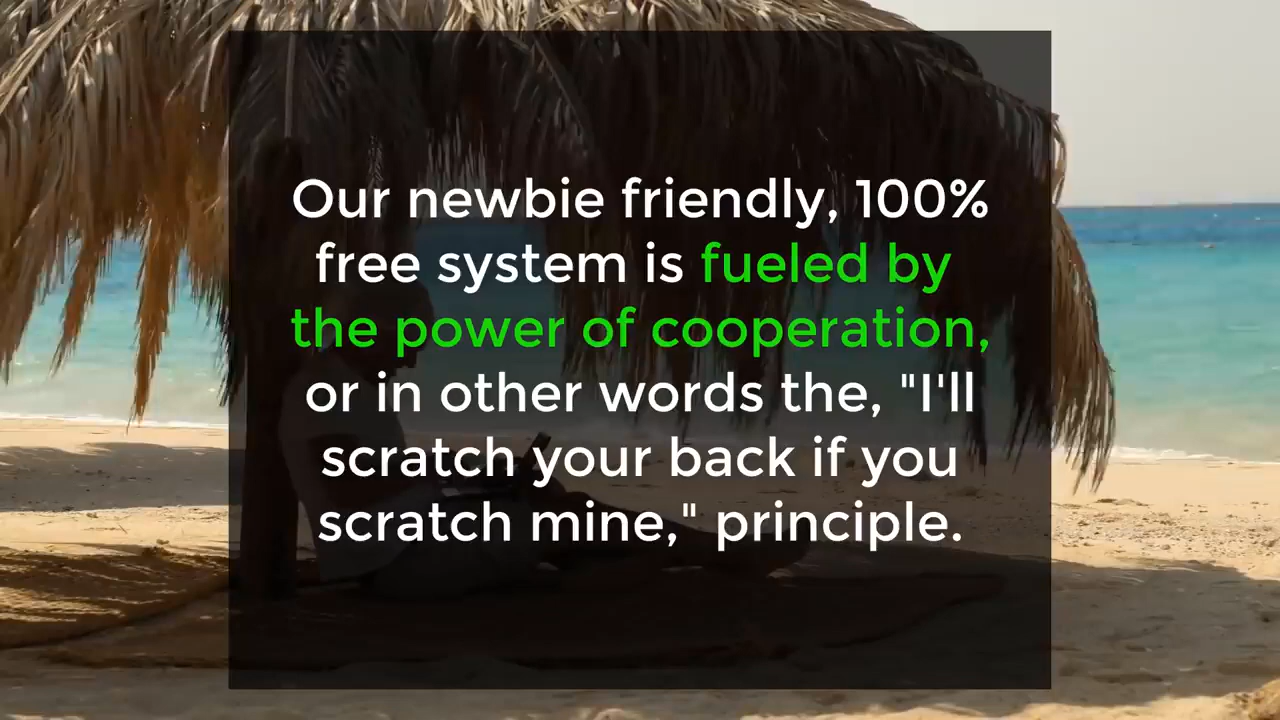 Our newbie friendly, 100%
free system is fueled by
the power of cooperation,
or in other words the, "I'll
scratch your back if you
scratch mine," principle.